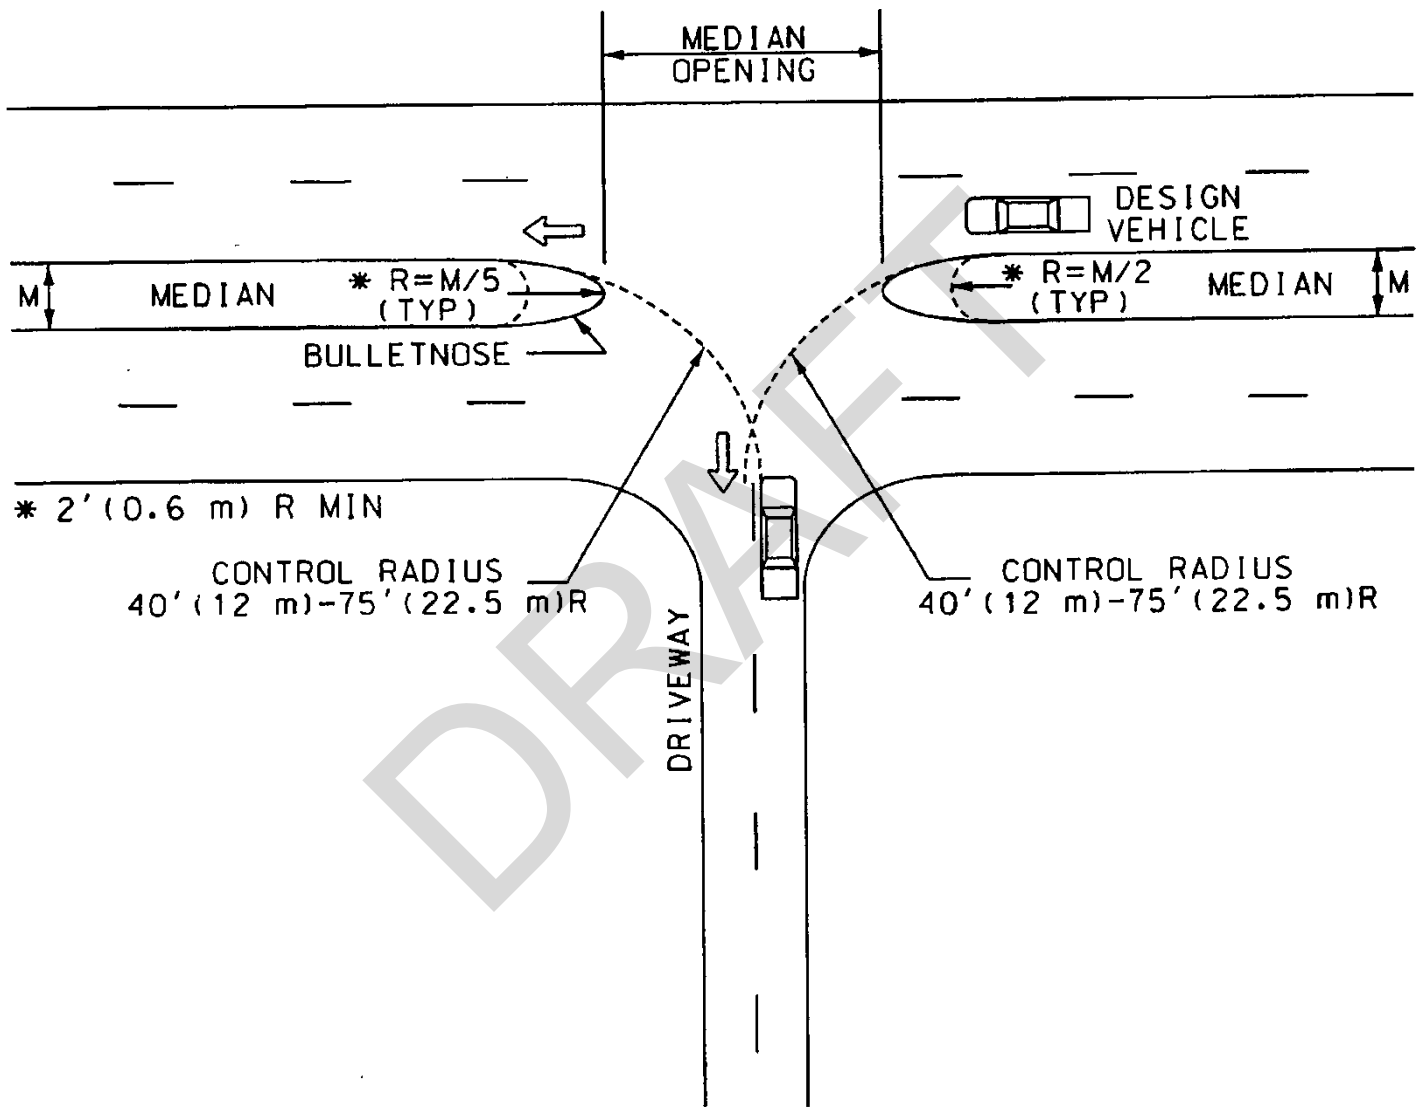 MEDIAN
OPENING
DESIGN
VEHICLE
M
MEDIAN
* R=M/5
(TYP)
* R=M/2
(TYP)
MEDIAN
M
BULLETNOSE
* 2'(0.6 m) R MIN
CONTROL RADIUS
40'(12 m)-75'(22.5 m)R
CONTROL RADIUS
40'(12 m)-75'(22.5 m)R
DRIVEWAY
DRAFT